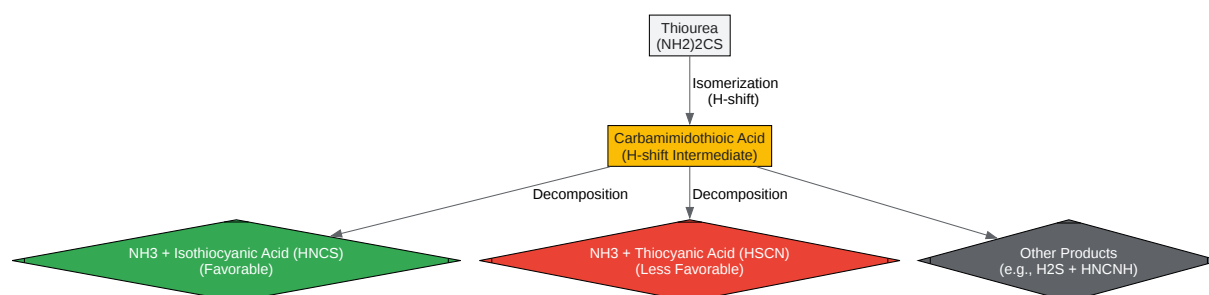 Thiourea
(NH2)2CS
Isomerization
(H-shift)
Carbamimidothioic Acid
(H-shift Intermediate)
Decomposition
Decomposition
NH3 + Isothiocyanic Acid (HNCS)
(Favorable)
NH3 + Thiocyanic Acid (HSCN)
(Less Favorable)
Other Products
(e.g., H2S + HNCNH)